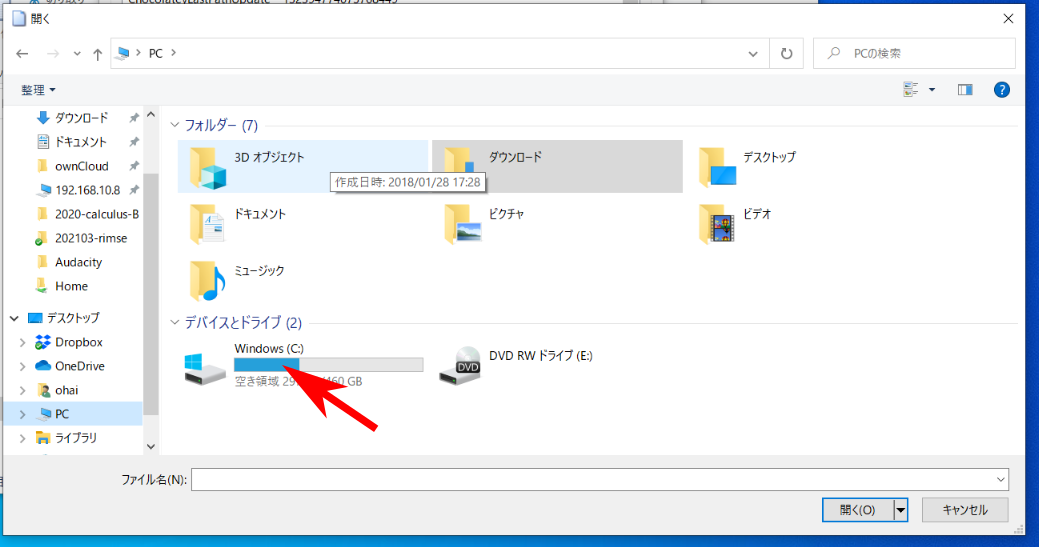 開く
PC
PCの検索
整理
ダウンロード
ドキュメント
ownCloud
192.168.10.8
2020-calculus-B
202103-rimse
Audacity
Home
デスクトップ
Dropbox
OneDrive
ohai
PC
ライブラリ
フォルダー (7)
3D オブジェクト
ダウンロード
デスクトップ
作成日時: 2018/01/28 17:28
ドキュメント
ピクチャ
ビデオ
ミュージック
デバイスとドライブ (2)
Windows (C:)
空き領域 29 460 GB
DVD RW ドライブ (E:)
DVD
ファイル名(N):
開く(O)
キャンセル